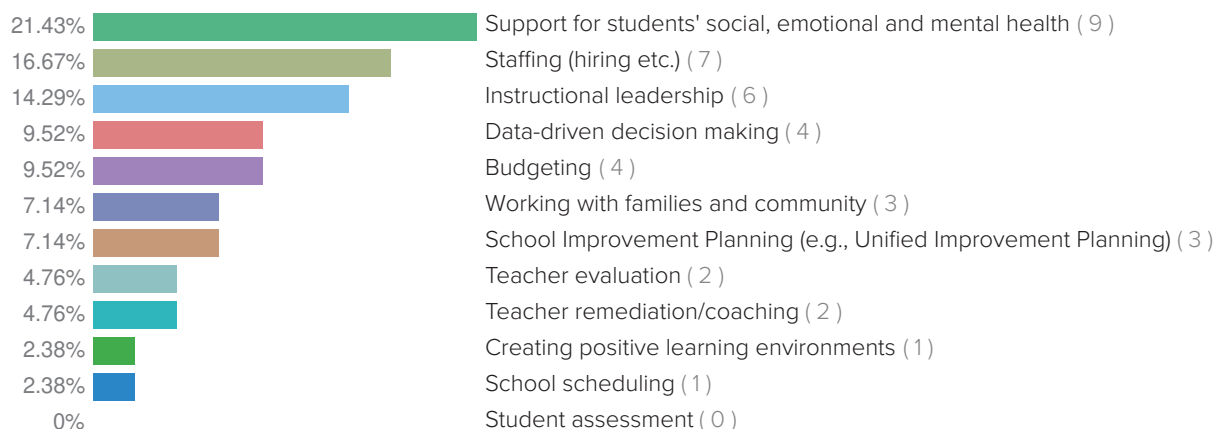 21.43% Support for students' social, emotional and mental health ( 9 )
16.67% Staffing (hiring etc.) ( 7 )
14.29% Instructional leadership ( 6 )
9.52% Data-driven decision making ( 4 )
9.52% Budgeting ( 4 )
7.14% Working with families and community ( 3 )
7.14% School Improvement Planning (e.g., Unified Improvement Planning) ( 3 )
4.76% Teacher evaluation ( 2 )
4.76% Teacher remediation/coaching ( 2 )
2.38% Creating positive learning environments ( 1 )
2.38% School scheduling ( 1 )
0% Student assessment ( 0 )